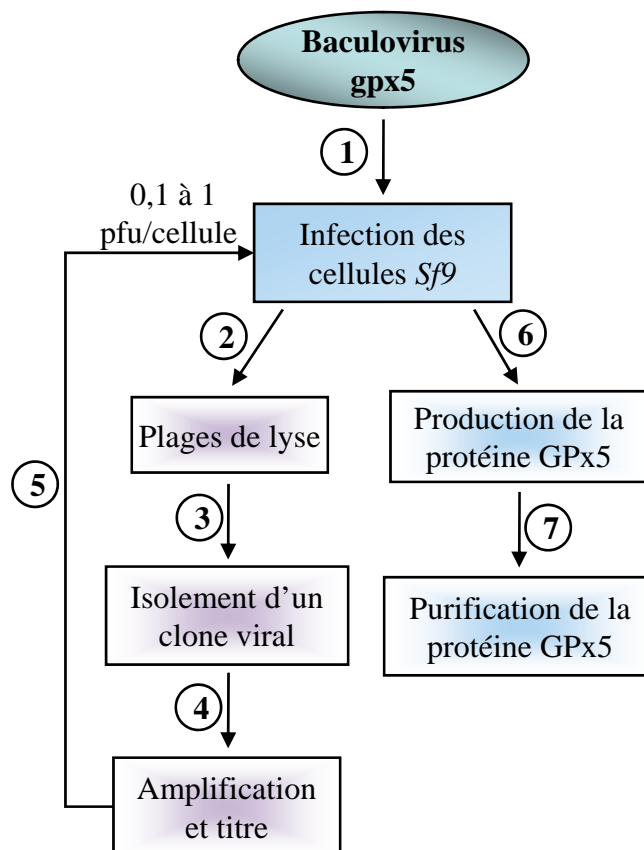 Baculovirus
gpx5
1
0,1 à 1
pfu/cellule
Infection des
cellules Sf9
2
6
Plages de lyse
Production de la
protéine GPx5
5
3
7
Isolement d’un
clone viral
Purification de la
protéine GPx5
4
Amplification
et titre